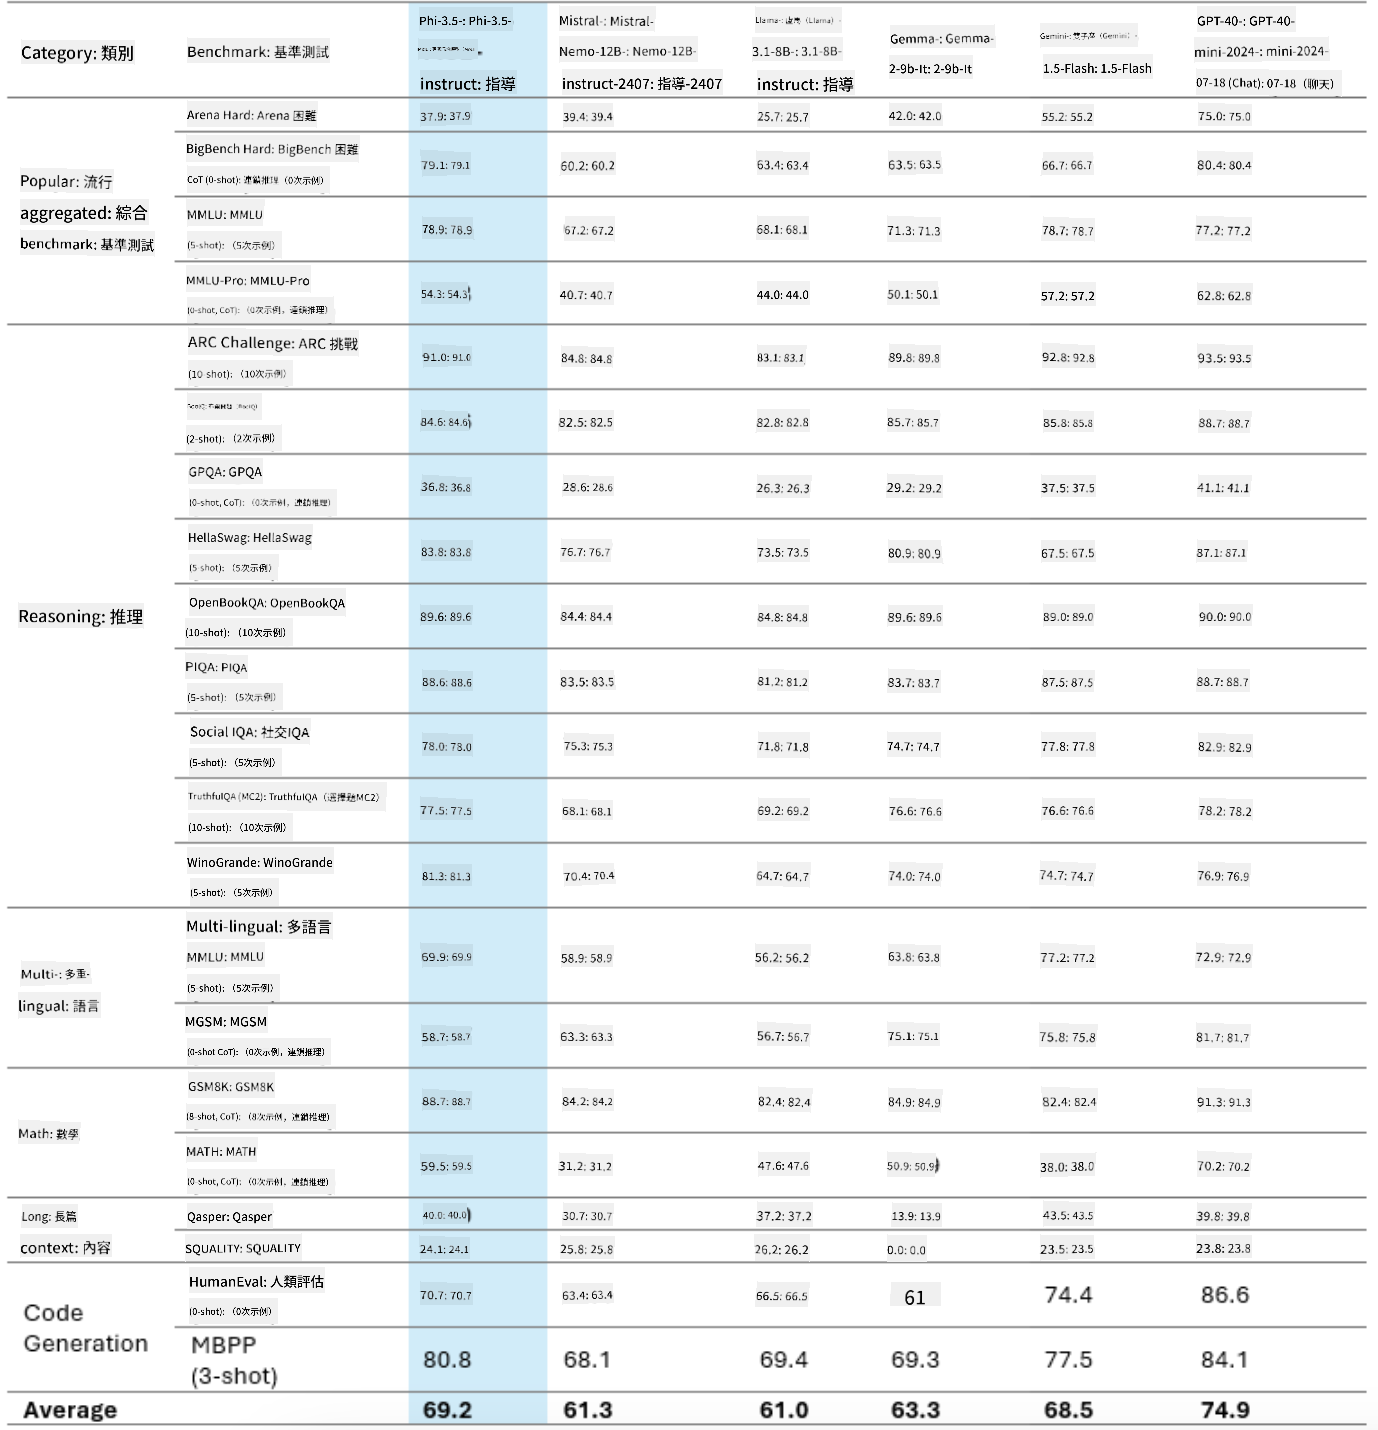 Category: 類別
Benchmark: 基準測試
Phi-3.5-: Phi-3.5-
instruct: 指導
Mistral-: Mistral-
Nemo-12B-: Nemo-12B-
instruct-2407: 指導-2407
Llama-: (Llama) -
3.1-8B-: 3.1-8B-
instruct: 指導
Gemma-: Gemma-
2-9b-It: 2-9b-It
Gemini-: 雙子座 (Gemini) -
1.5-Flash: 1.5-Flash
GPT-40-: GPT-40-
mini-2024-: mini-2024-
07-18 (Chat): 07-18（聊天）
Popular: 流行
aggregated: 綜合
benchmark: 基準測試
Arena Hard: Arena 困難
37.9: 37.9
39.4: 39.4
25.7: 25.7
42.0: 42.0
55.2: 55.2
75.0: 75.0
BigBench Hard: BigBench 困難
CoT (0-shot): 連鎖推理（0次示例）
79.1: 79.1
60.2: 60.2
63.4: 63.4
63.5: 63.5
66.7: 66.7
80.4: 80.4
MMLU: MMLU
(5-shot): （5次示例）
78.9: 78.9
67.2: 67.2
68.1: 68.1
71.3: 71.3
78.7: 78.7
77.2: 77.2
MMLU-Pro: MMLU-Pro
(0-shot, CoT): （0次示例，連鎖推理）
54.3: 54.3
40.7: 40.7
44.0: 44.0
50.1: 50.1
57.2: 57.2
62.8: 62.8
Reasoning: 推理
ARC Challenge: ARC 挑戰
(10-shot): （10次示例）
91.0: 91.0
84.8: 84.8
83.1: 83.1
89.8: 89.8
92.8: 92.8
93.5: 93.5
(2-shot): （2次示例）
84.6: 84.6
82.5: 82.5
82.8: 82.8
85.7: 85.7
85.8: 85.8
88.7: 88.7
GPQA: GPQA
(0-shot, CoT): （0次示例，連鎖推理）
36.8: 36.8
28.6: 28.6
26.3: 26.3
29.2: 29.2
37.5: 37.5
41.1: 41.1
HellaSwag: HellaSwag
(5-shot): （5次示例）
83.8: 83.8
76.7: 76.7
73.5: 73.5
80.9: 80.9
67.5: 67.5
87.1: 87.1
OpenBookQA: OpenBookQA
(10-shot): （10次示例）
89.6: 89.6
84.4: 84.4
84.8: 84.8
89.6: 89.6
89.0: 89.0
90.0: 90.0
PIQA: PIQA
(5-shot): （5次示例）
88.6: 88.6
83.5: 83.5
81.2: 81.2
83.7: 83.7
87.5: 87.5
88.7: 88.7
Social IQA: 社交IQA
(5-shot): （5次示例）
78.0: 78.0
75.3: 75.3
71.8: 71.8
74.7: 74.7
77.8: 77.8
82.9: 82.9
TruthfulQA (MC2): TruthfulQA（選擇題MC2）
(10-shot): （10次示例）
77.5: 77.5
68.1: 68.1
69.2: 69.2
76.6: 76.6
76.6: 76.6
78.2: 78.2
WinoGrande: WinoGrande
(5-shot): （5次示例）
81.3: 81.3
70.4: 70.4
64.7: 64.7
74.0: 74.0
74.7: 74.7
76.9: 76.9
Multi-: 多重-
lingual: 語言
Multi-lingual: 多語言
MMLU: MMLU
(5-shot): （5次示例）
69.9: 69.9
58.9: 58.9
56.2: 56.2
63.8: 63.8
77.2: 77.2
72.9: 72.9
MGSM: MGSM
(0-shot CoT): （0次示例，連鎖推理）
58.7: 58.7
63.3: 63.3
56.7: 56.7
75.1: 75.1
75.8: 75.8
81.7: 81.7
Math: 數學
GSM8K: GSM8K
(8-shot, CoT): （8次示例，連鎖推理）
88.7: 88.7
84.2: 84.2
82.4: 82.4
84.9: 84.9
82.4: 82.4
91.3: 91.3
MATH: MATH
(0-shot, CoT): （0次示例，連鎖推理）
59.5: 59.5
31.2: 31.2
47.6: 47.6
50.9: 50.9
38.0: 38.0
70.2: 70.2
Long: 長篇
context: 內容
Qasper: Qasper
40.0: 40.0
30.7: 30.7
37.2: 37.2
13.9: 13.9
43.5: 43.5
39.8: 39.8
SQUALITY: SQUALITY
24.1: 24.1
25.8: 25.8
26.2: 26.2
0.0: 0.0
23.5: 23.5
23.8: 23.8
Code
Generation
HumanEval: 人類評估
(0-shot): （0次示例）
70.7: 70.7
63.4: 63.4
66.5: 66.5
61
74.4
86.6
MBPP
(3-shot)
80.8
68.1
69.4
69.3
77.5
84.1
Average
69.2
61.3
61.0
63.3
68.5
74.9